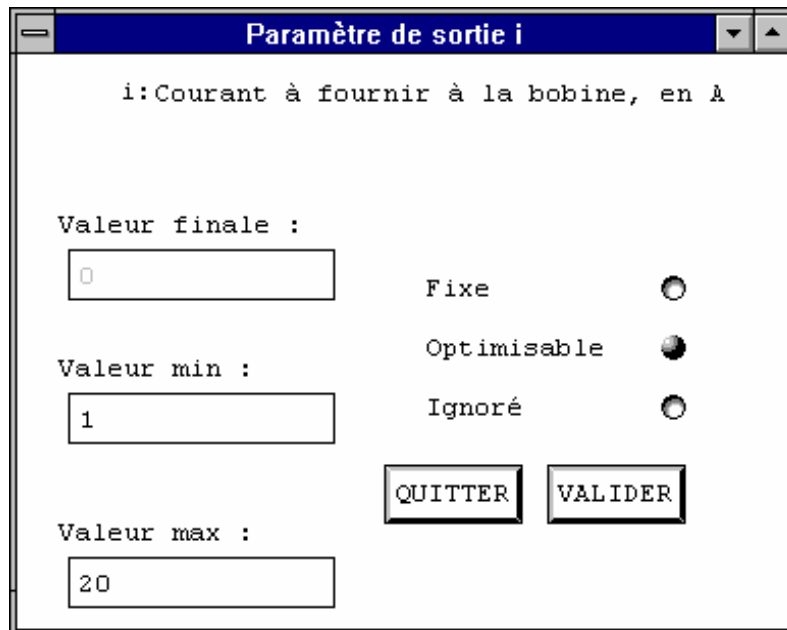 Paramètre de sortie i
i:Courant à fournir à la bobine, en A
Valeur finale :
0
Fixe
Optimisable
Valeur min :
Ignoré
1
QUITTER
VALIDER
Valeur max :
20